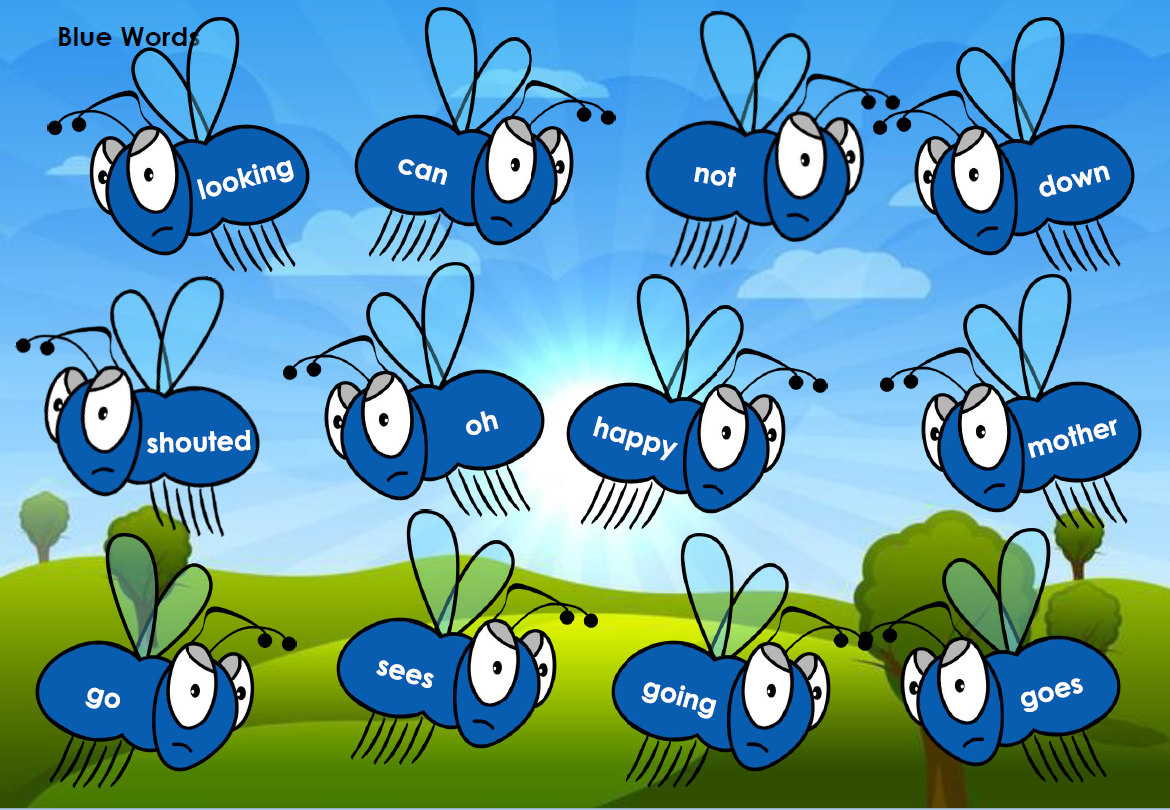 Blue Words
looking
can
not
down
shouted
oh
happy
mother
go
sees
going
goes